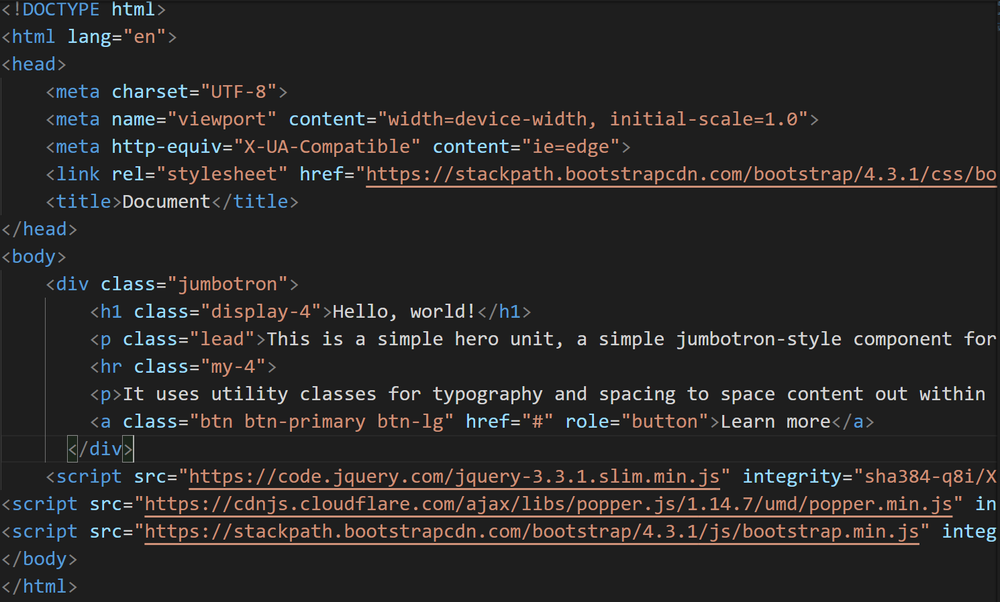 <!DOCTYPE html>
<html lang="en">
<head>
    <meta charset="UTF-8">
    <meta name="viewport" content="width=device-width, initial-scale=1.0">
    <meta http-equiv="X-UA-Compatible" content="ie=edge">
    <link rel="stylesheet" href="https://stackpath.bootstrapcdn.com/bootstrap/4.3.1/css/bo
    <title>Document</title>
</head>
<body>
    <div class="jumbotron">
        <h1 class="display-4">Hello, world!</h1>
        <p class="lead">This is a simple hero unit, a simple jumbotron-style component for
        <hr class="my-4">
        <p>It uses utility classes for typography and spacing to space content out within
        <a class="btn btn-primary btn-lg" href="#" role="button">Learn more</a>
      </div>
    <script src="https://code.jquery.com/jquery-3.3.1.slim.min.js" integrity="sha384-q8i/X
<script src="https://cdnjs.cloudflare.com/ajax/libs/popper.js/1.14.7/umd/popper.min.js" in
<script src="https://stackpath.bootstrapcdn.com/bootstrap/4.3.1/js/bootstrap.min.js" integ
</body>
</html>